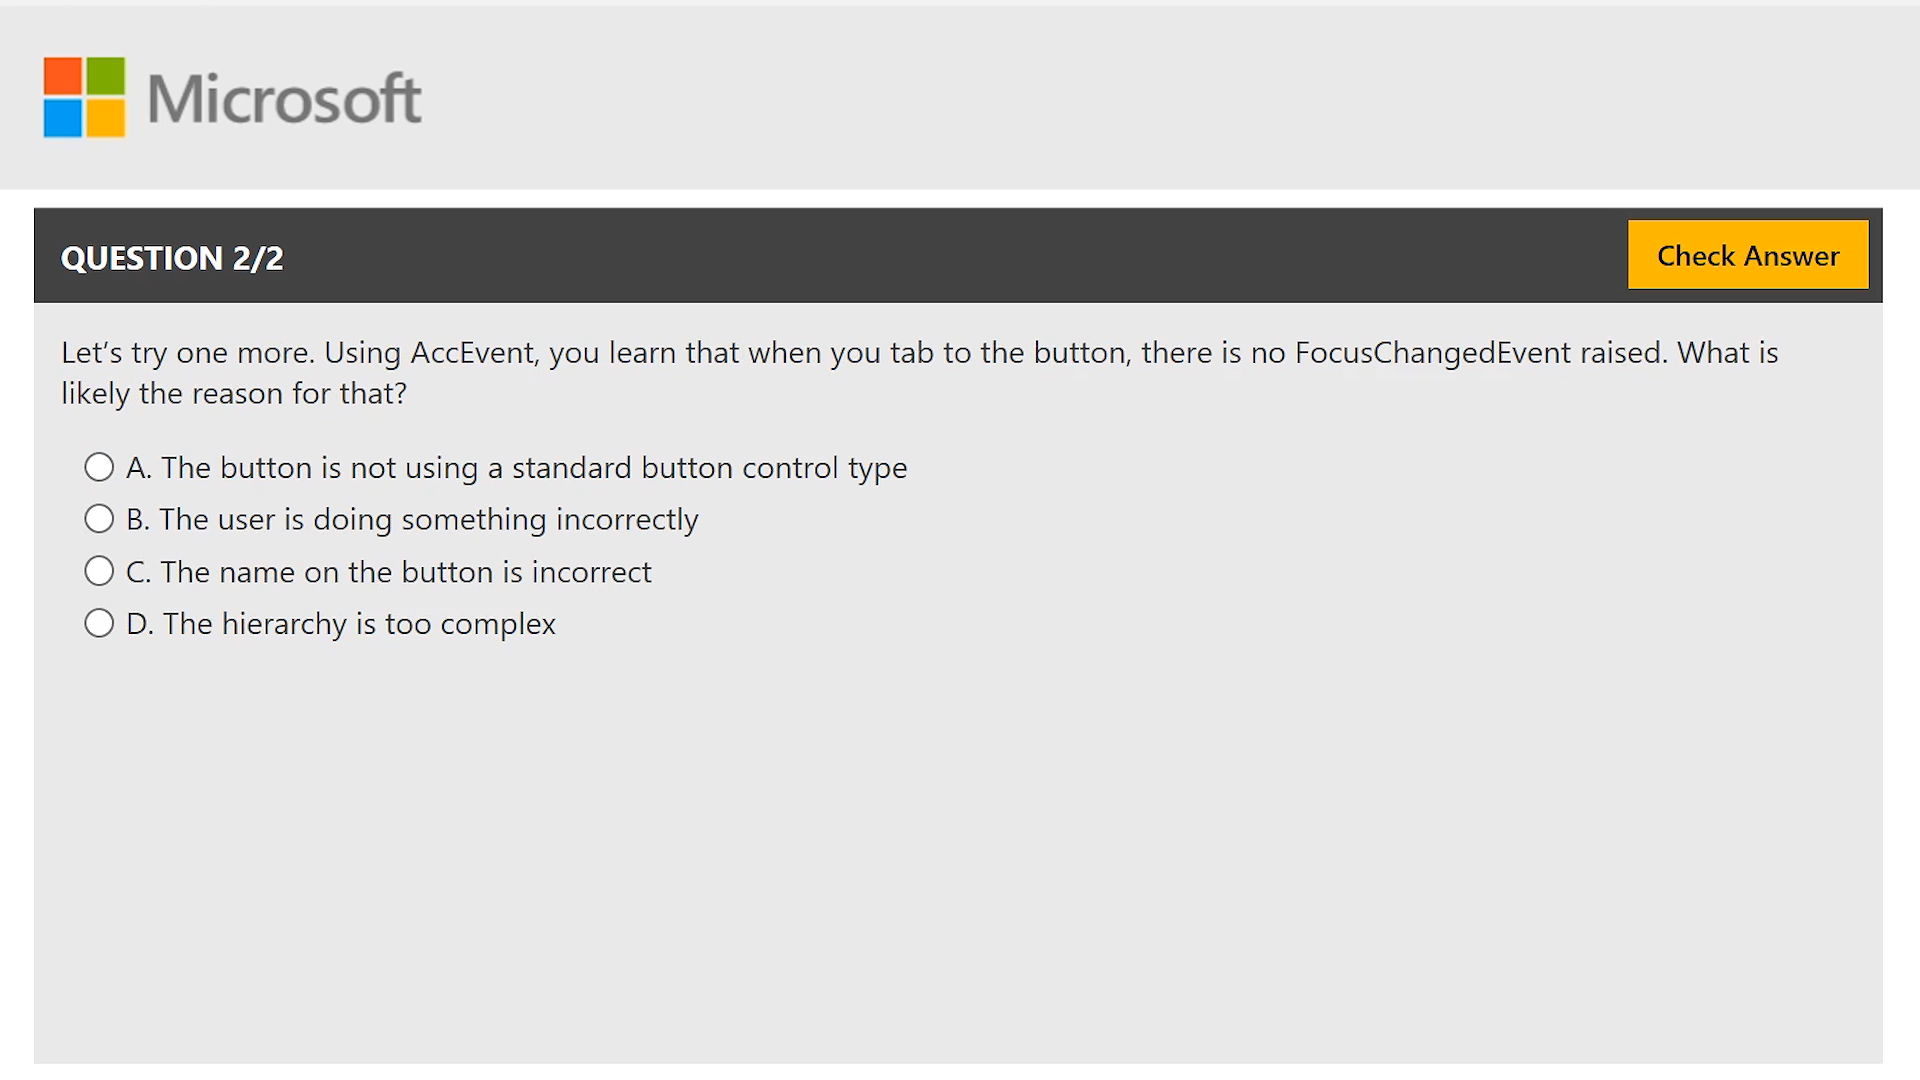 Microsoft
QUESTION 2/2
Check Answer
Let’s try one more. Using AccEvent, you learn that when you tab to the button, there is no FocusChangedEvent raised. What is
likely the reason for that?
A. The button is not using a standard button control type
B. The user is doing something incorrectly
C. The name on the button is incorrect
D. The hierarchy is too complex